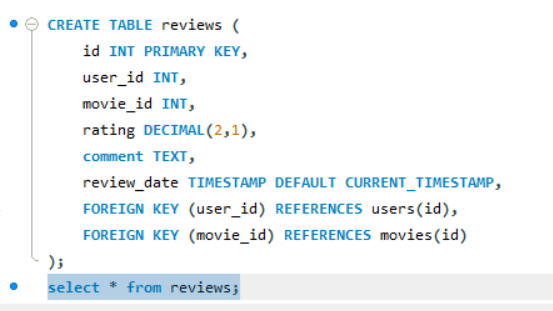 CREATE TABLE reviews (
id INT PRIMARY KEY,
user_id INT,
movie_id INT,
rating DECIMAL(2,1),
comment TEXT,
review_date TIMESTAMP DEFAULT CURRENT_TIMESTAMP,
FOREIGN KEY (user_id) REFERENCES users(id),
FOREIGN KEY (movie_id) REFERENCES movies(id)
);
select * from reviews;